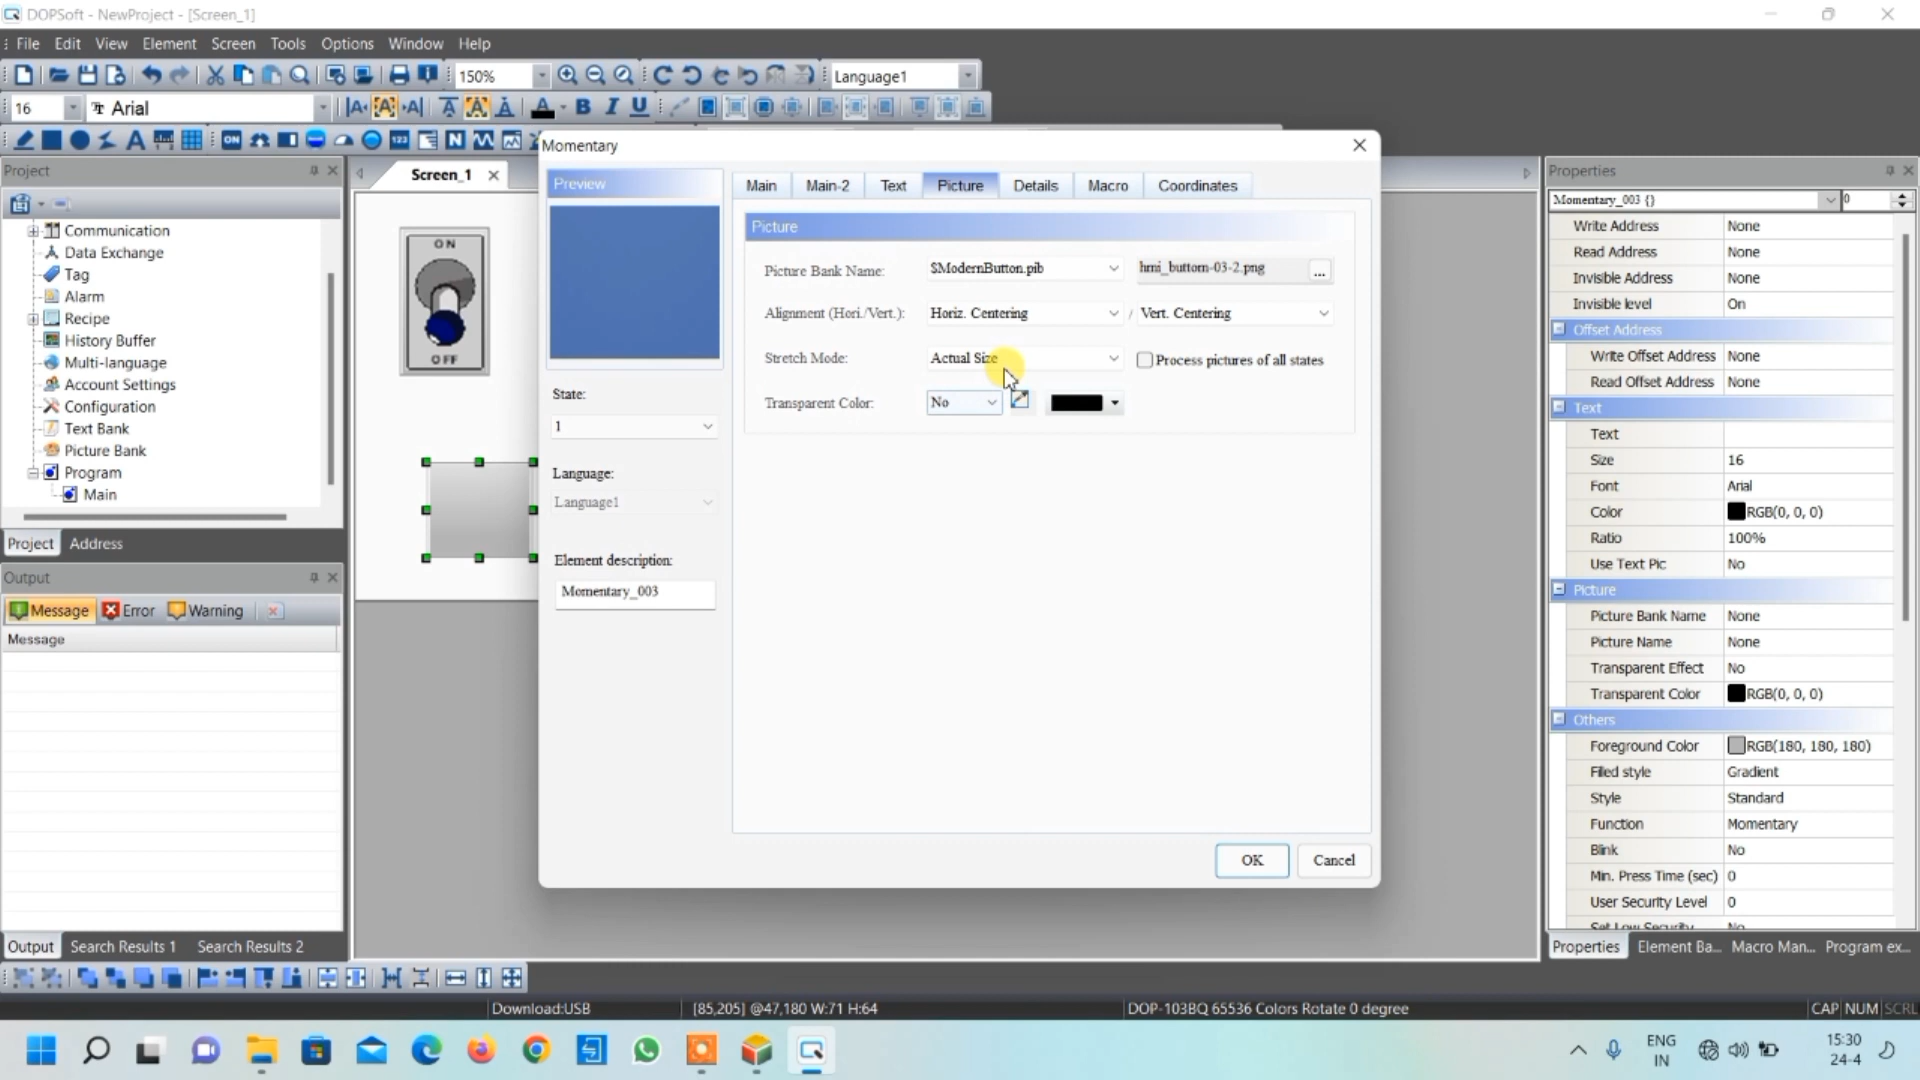 DOPSoft - NewProject - [Screen_1]
File Edit View Element Screen Tools Options Window Help
150% Language1
16 Arial
Project
Communication
Data Exchange
Tag
Alarm
Recipe
History Buffer
Multi-language
Account Settings
Configuration
Text Bank
Picture Bank
Program
Main
Project Address
Output
Message Error Warning
Message
Output Search Results 1 Search Results 2
Screen_1
ON
OFF
Momentary
Preview
State:
1
Language:
Language1
Element description:
Momentary_003
Main Main-2 Text Picture Details Macro Coordinates
Picture
Picture Bank Name: $ModernButton.pib hmi_buttom-03-2.png ...
Alignment (Hori./Vert.): Horiz. Centering / Vert. Centering
Stretch Mode: Actual Size Process pictures of all states
Transparent Color: No
OK Cancel
Properties
Momentary_003 {} 0
Write Address None
Read Address None
Invisible Address None
Invisible level On
Offset Address
Write Offset Address None
Read Offset Address None
Text
Text
Size 16
Font Arial
Color RGB(0, 0, 0)
Ratio 100%
Use Text Pic No
Picture
Picture Bank Name None
Picture Name None
Transparent Effect No
Transparent Color RGB(0, 0, 0)
Others
Foreground Color RGB(180, 180, 180)
Filed style Gradient
Style Standard
Function Momentary
Blink No
Min. Press Time (sec) 0
User Security Level 0
Set Low Security No
Properties Element Ba... Macro Man... Program ex...
Download:USB [85,205] @47,180 W:71 H:64 DOP-103BQ 65536 Colors Rotate 0 degree CAP NUM SCRL
ENG
IN
15:30
24-4